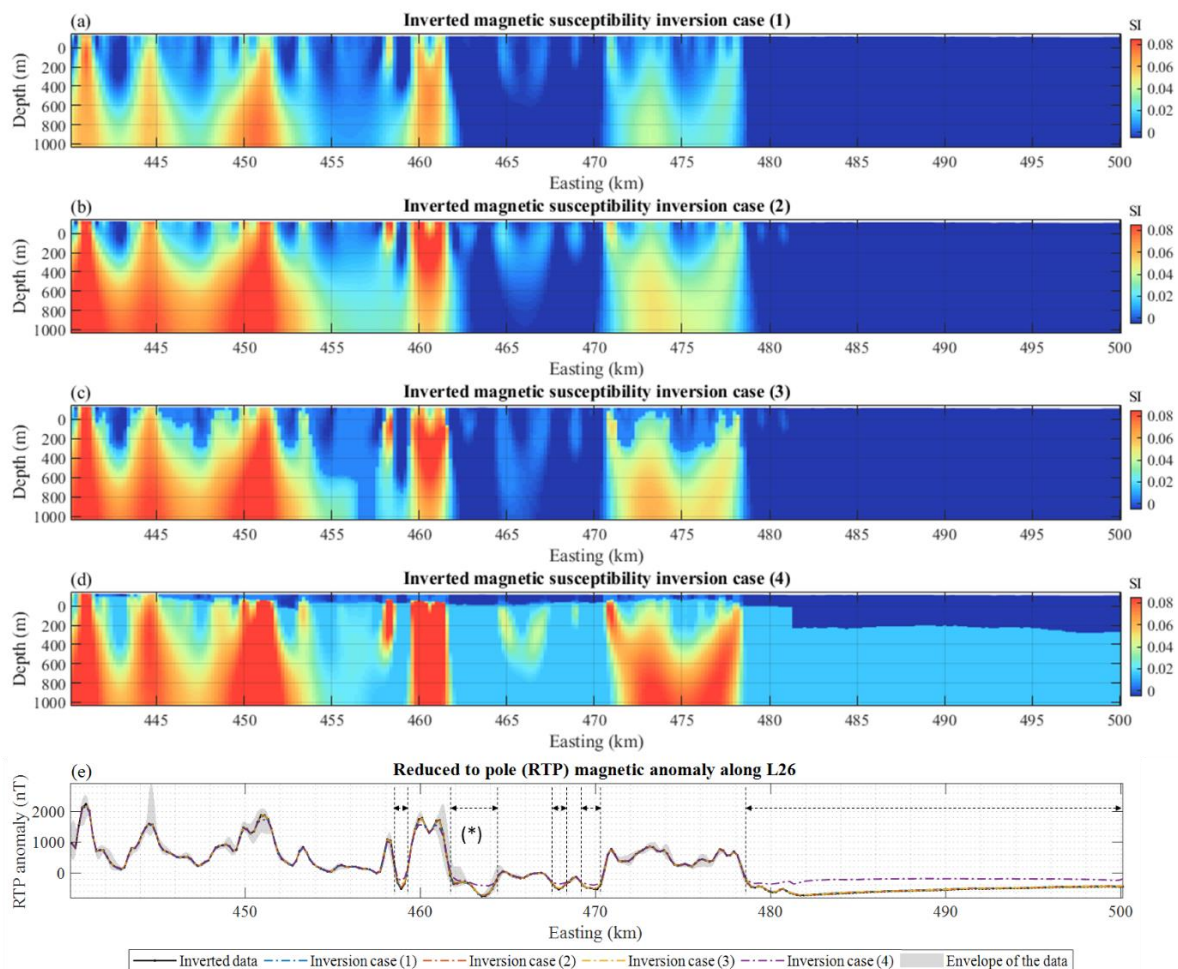 (a) Inverted magnetic susceptibility inversion case (1)
SI
0.08
0.06
0.04
0.02
0
Depth (m)
0
200
400
600
800
1000
445 450 455 460 465 470 475 480 485 490 495 500
Easting (km)
(b) Inverted magnetic susceptibility inversion case (2)
SI
0.08
0.06
0.04
0.02
0
Depth (m)
0
200
400
600
800
1000
445 450 455 460 465 470 475 480 485 490 495 500
Easting (km)
(c) Inverted magnetic susceptibility inversion case (3)
SI
0.08
0.06
0.04
0.02
0
Depth (m)
0
200
400
600
800
1000
445 450 455 460 465 470 475 480 485 490 495 500
Easting (km)
(d) Inverted magnetic susceptibility inversion case (4)
SI
0.08
0.06
0.04
0.02
0
Depth (m)
0
200
400
600
800
1000
445 450 455 460 465 470 475 480 485 490 495 500
Easting (km)
(e) Reduced to pole (RTP) magnetic anomaly along L26
RTP anomaly (nT)
2000
1000
0
(*)
450 460 470 480 490 500
Easting (km)
Inverted data Inversion case (1) Inversion case (2) Inversion case (3) Inversion case (4) Envelope of the data